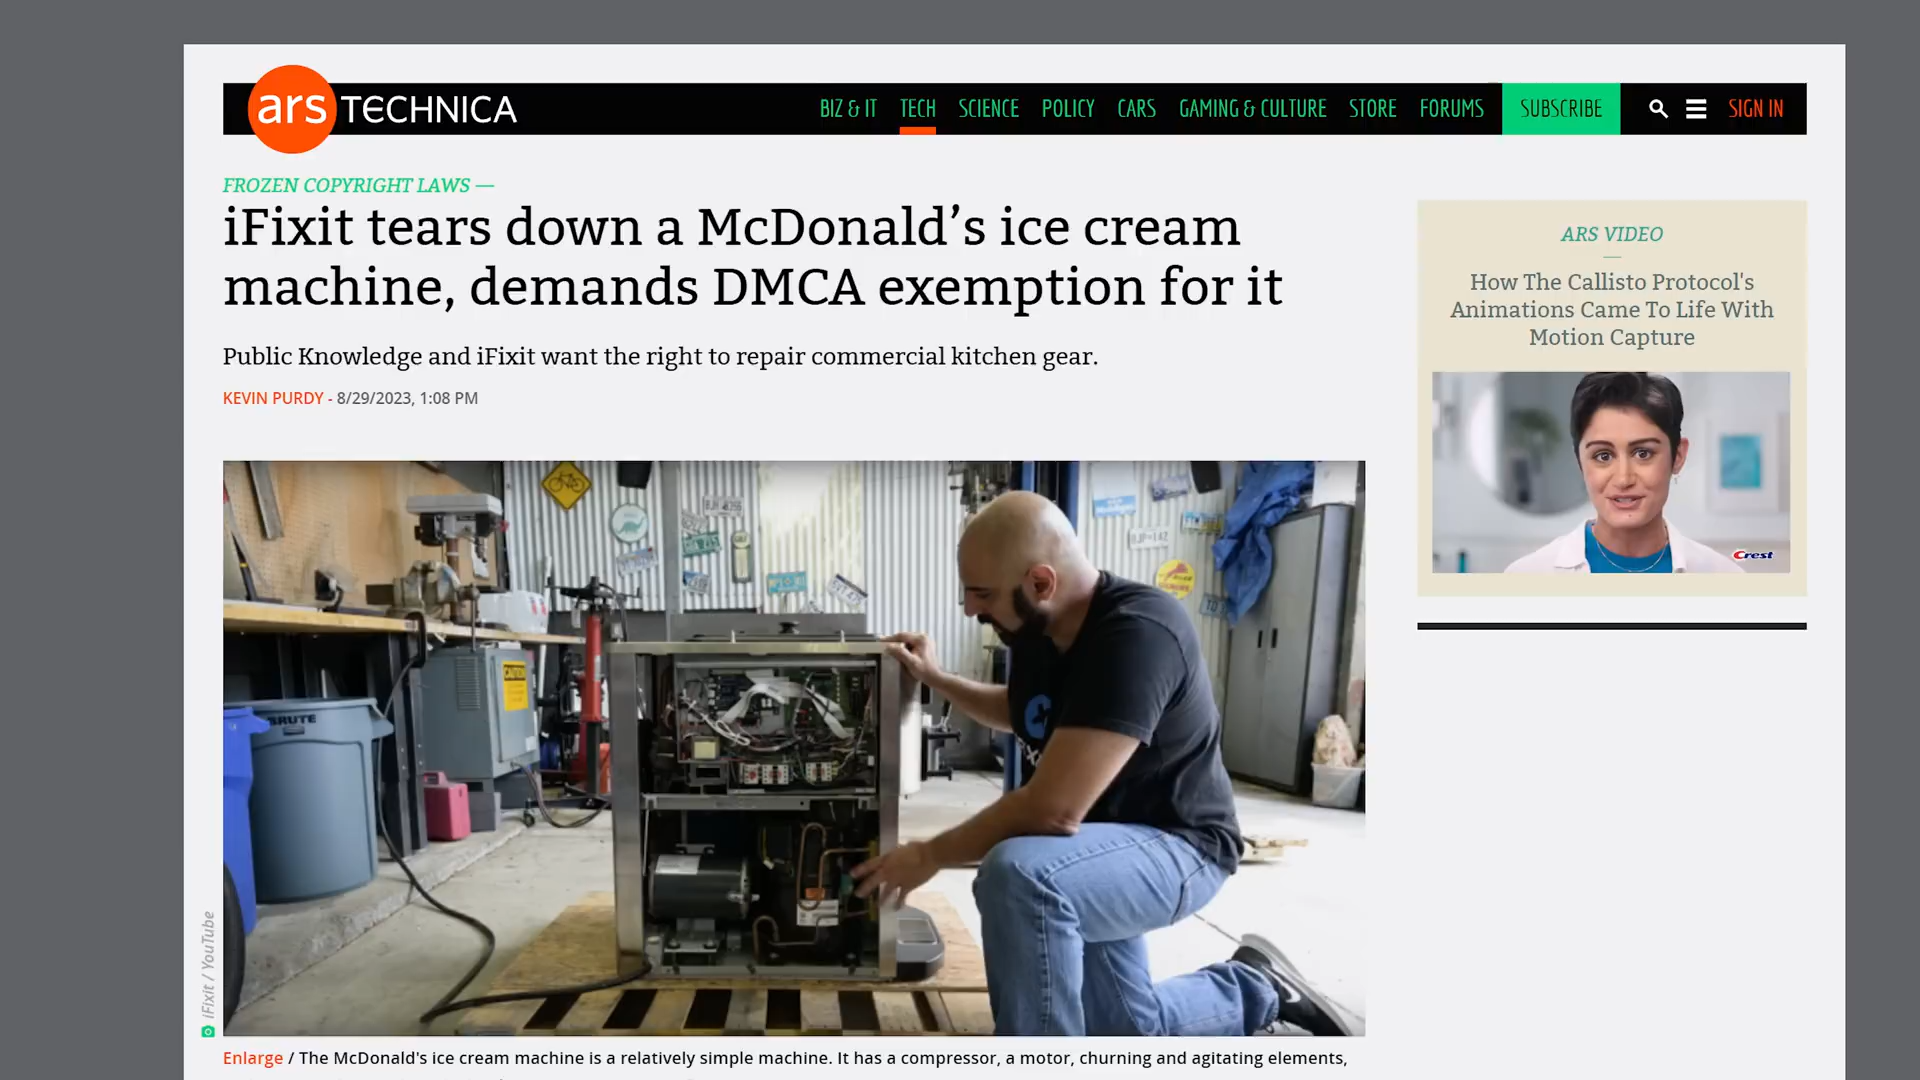 ars TECHNICA
BIZ & IT TECH SCIENCE POLICY CARS GAMING & CULTURE STORE FORUMS SUBSCRIBE SIGN IN
FROZEN COPYRIGHT LAWS —
iFixit tears down a McDonald’s ice cream
machine, demands DMCA exemption for it
Public Knowledge and iFixit want the right to repair commercial kitchen gear.
KEVIN PURDY - 8/29/2023, 1:08 PM
ARS VIDEO
How The Callisto Protocol's
Animations Came To Life With
Motion Capture
Crest
BRUTE
iFixit / YouTube
Enlarge / The McDonald's ice cream machine is a relatively simple machine. It has a compressor, a motor, churning and agitating elements,